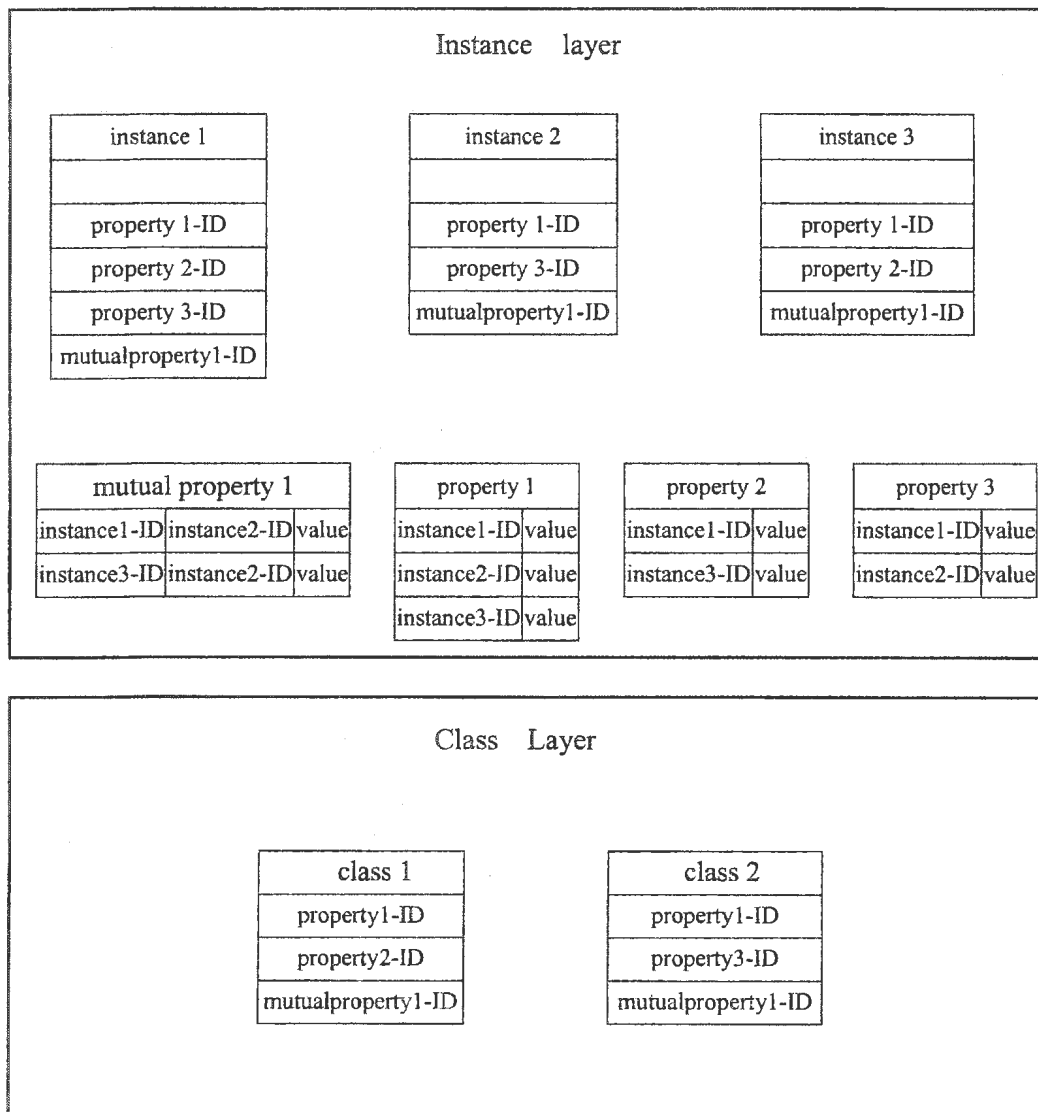 Instance layer
instance 1
property 1-ID
property 2-ID
property 3-ID
mutualproperty1-ID
instance 2
property 1-ID
property 3-ID
mutualproperty1-ID
instance 3
property 1-ID
property 2-ID
mutualproperty1-ID
mutual property 1
instance1-ID instance2-ID value
instance3-ID instance2-ID value
property 1
instance1-ID value
instance2-ID value
instance3-ID value
property 2
instance1-ID value
instance3-ID value
property 3
instance1-ID value
instance2-ID value
Class Layer
class 1
property1-ID
property2-ID
mutualproperty1-ID
class 2
property1-ID
property3-ID
mutualproperty1-ID